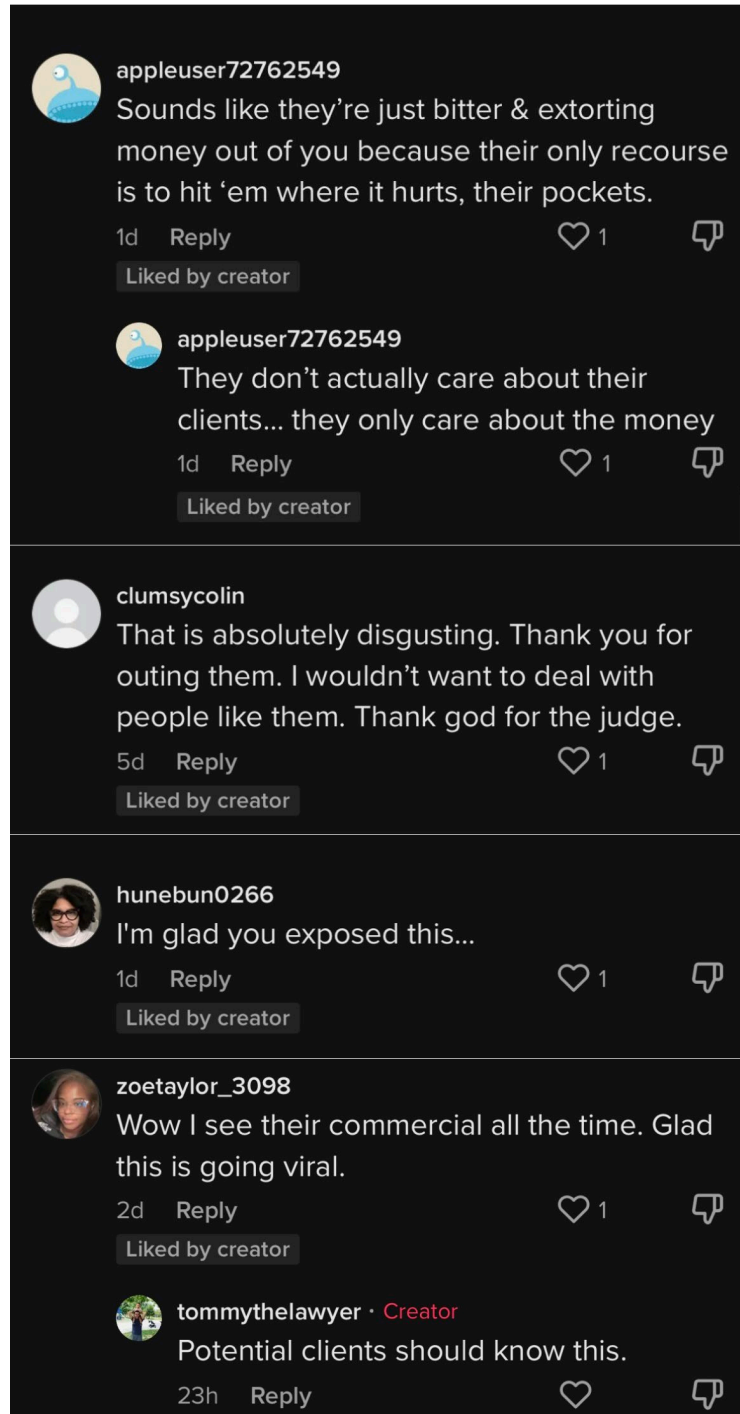 appleuser72762549
Sounds like they’re just bitter & extorting
money out of you because their only recourse
is to hit ‘em where it hurts, their pockets.
1d Reply 1
Liked by creator
appleuser72762549
They don’t actually care about their
clients... they only care about the money
1d Reply 1
Liked by creator
clumsycolin
That is absolutely disgusting. Thank you for
outing them. I wouldn’t want to deal with
people like them. Thank god for the judge.
5d Reply 1
Liked by creator
hunebun0266
I'm glad you exposed this...
1d Reply 1
Liked by creator
zoetaylor_3098
Wow I see their commercial all the time. Glad
this is going viral.
2d Reply 1
Liked by creator
tommythelawyer · Creator
Potential clients should know this.
23h Reply